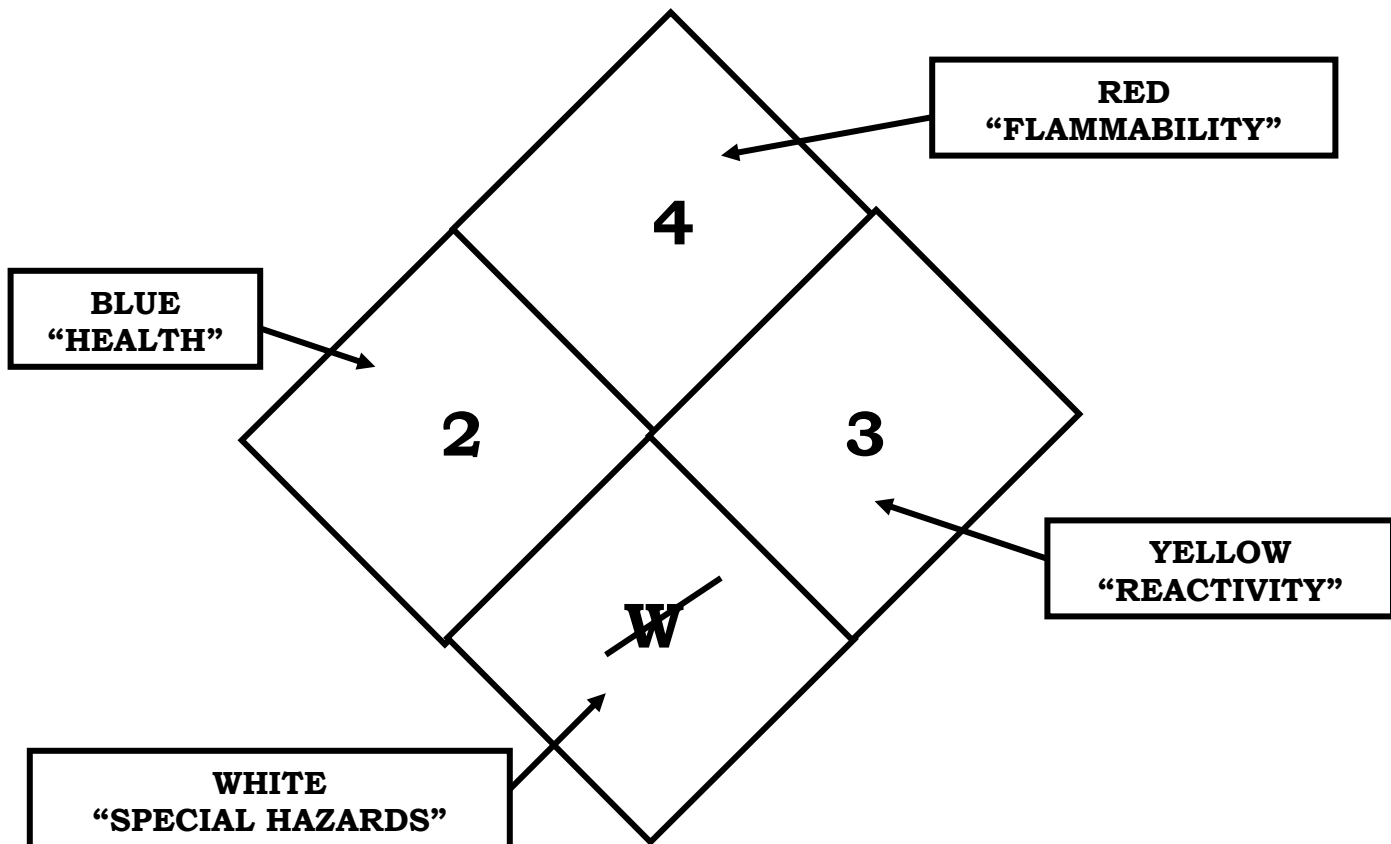 RED
“FLAMMABILITY”
4
BLUE
“HEALTH”
2
3
YELLOW
“REACTIVITY”
W
WHITE
“SPECIAL HAZARDS”